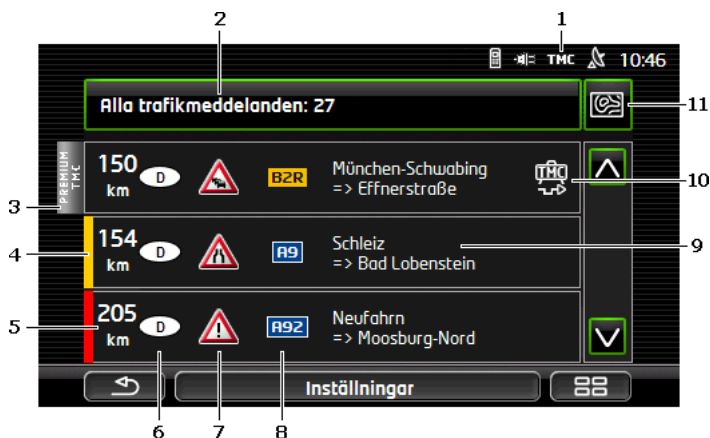 1
2
TMC 10:46
Alla trafikmeddelanden: 27
11
PREMIUM
TMC
150
km
D
B2R
München-Schwabing
=> Effnerstraße
TMC
10
3
154
km
D
A9
Schleiz
=> Bad Lobenstein
9
4
205
km
D
A92
Neufahrn
=> Moosburg-Nord
5
Inställningar
6
7
8